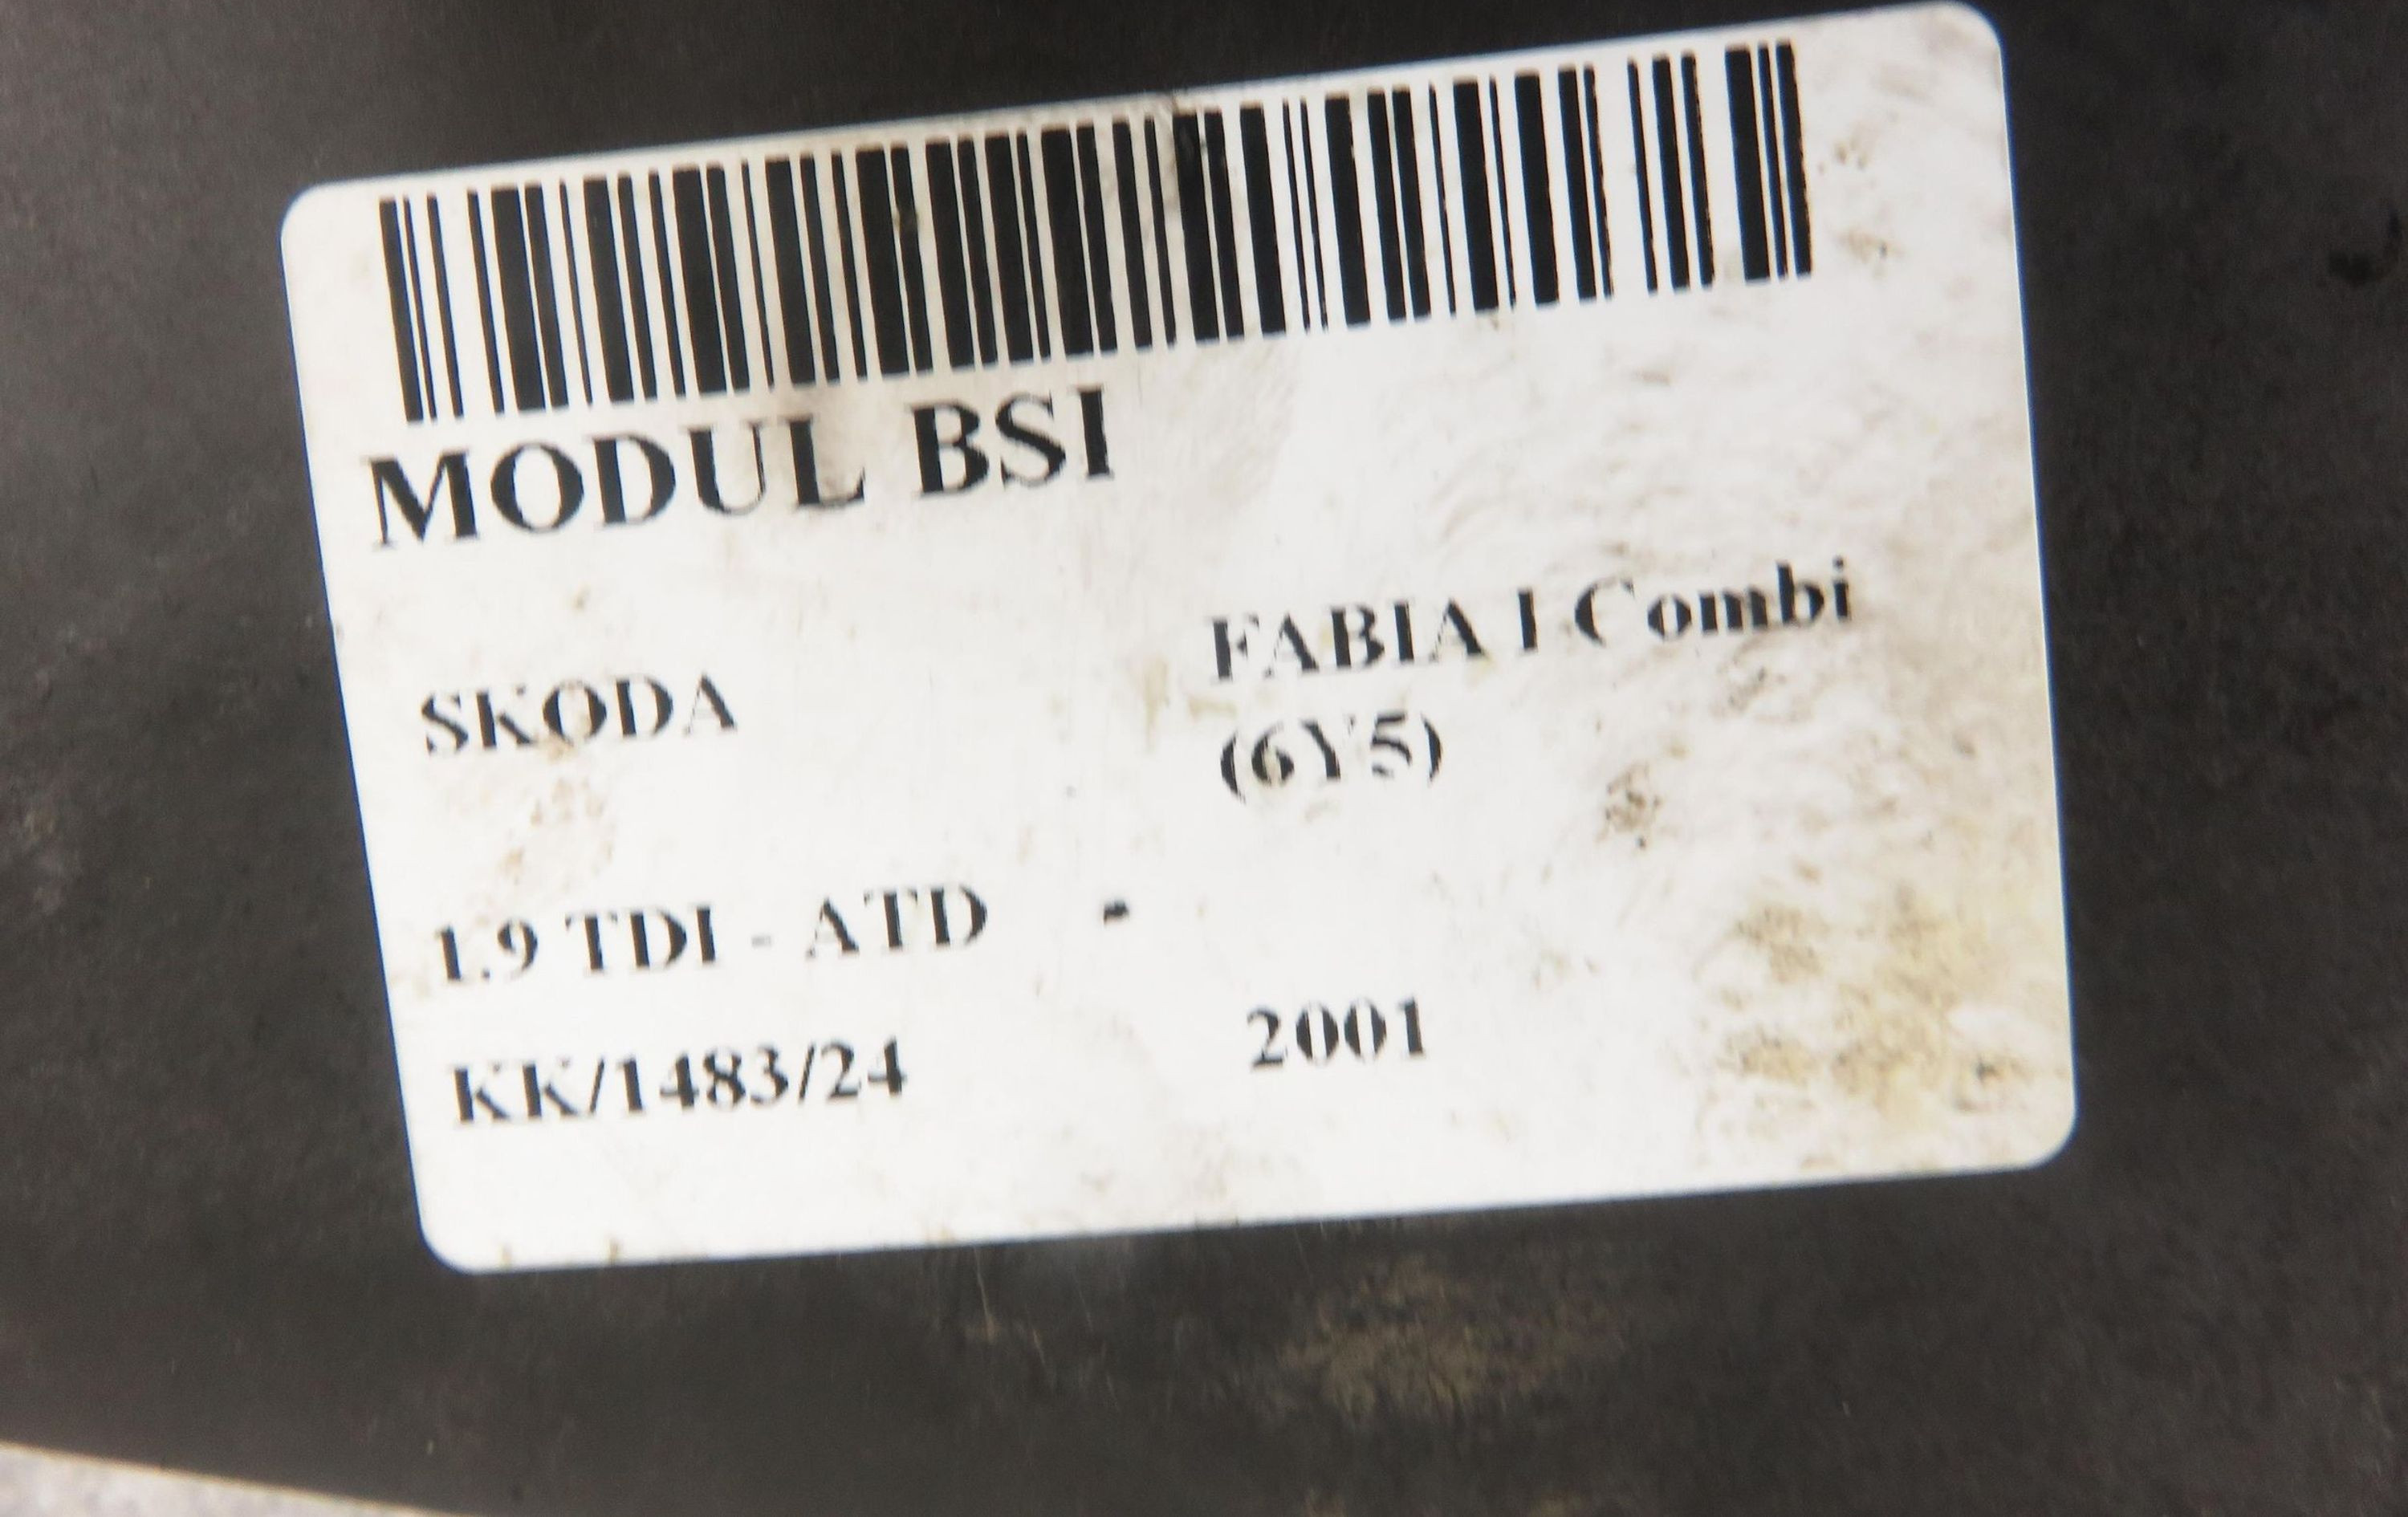 MODUL BSI
SKODA
FABIA I Combi
(6Y5)
1.9 TDI - ATD -
KK/1483/24
2001